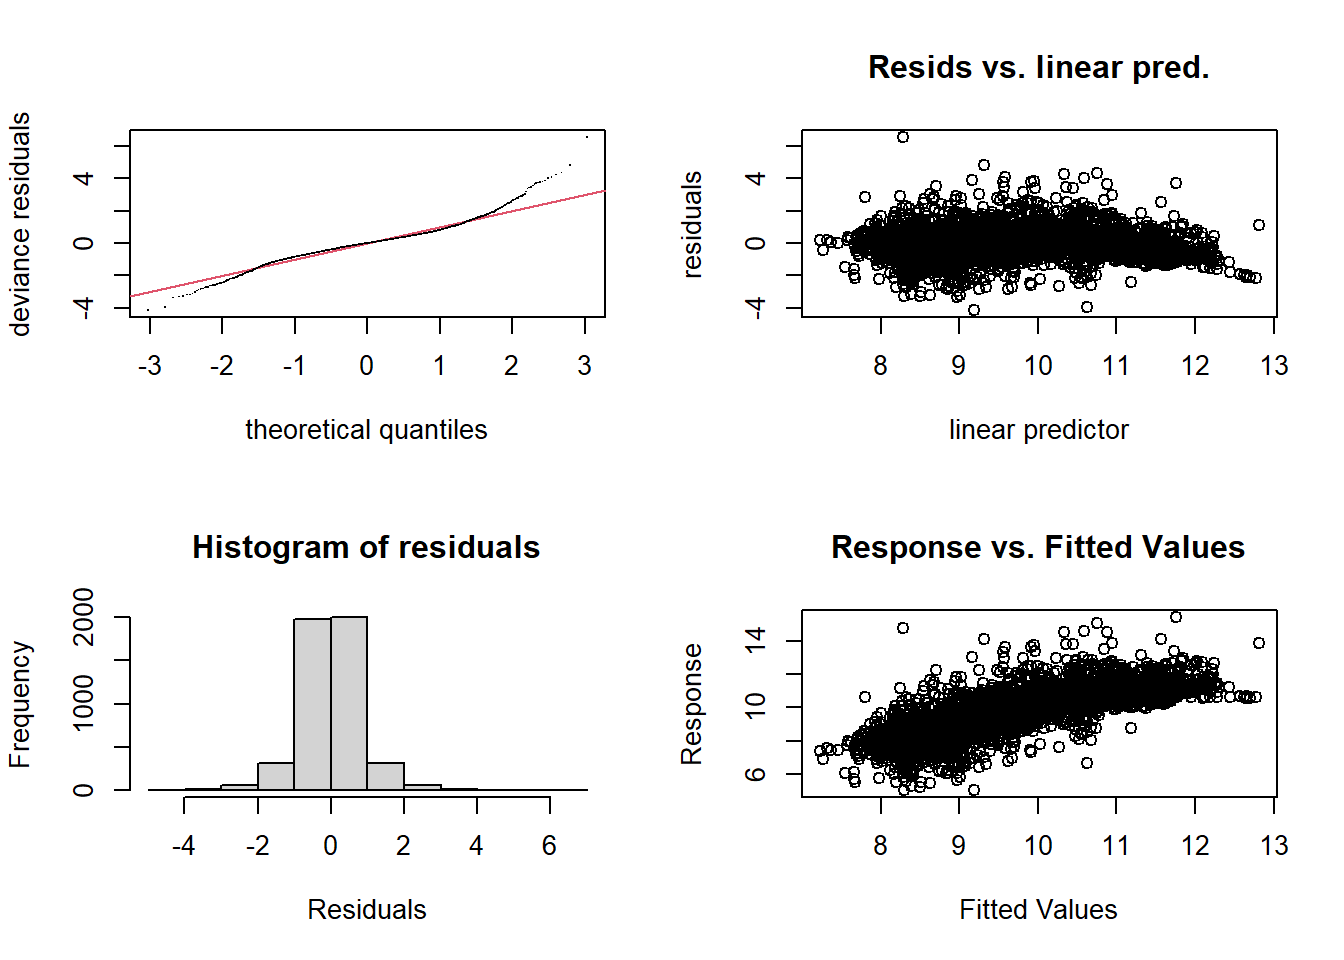 deviance residuals
4
0
-4
-3 -2 -1 0 1 2 3
theoretical quantiles
Resids vs. linear pred.
residuals
4
0
-4
8 9 10 11 12 13
linear predictor
Histogram of residuals
Frequency
2000
1000
0
-4 -2 0 2 4 6
Residuals
Response vs. Fitted Values
Response
14
10
6
8 9 10 11 12 13
Fitted Values